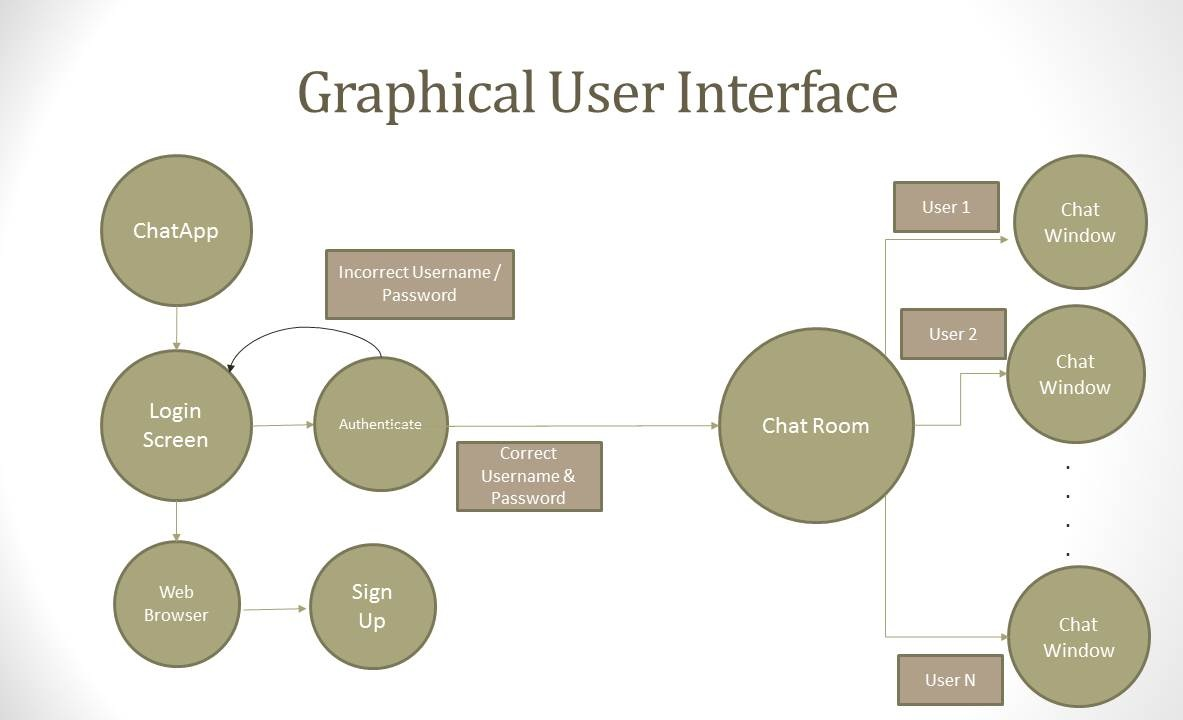 Graphical User Interface
ChatApp
Incorrect Username /
Password
Login
Screen
Authenticate
Correct
Username &
Password
Web
Browser
Sign
Up
Chat Room
User 1
Chat
Window
User 2
Chat
Window
.
.
.
.
Chat
Window
User N